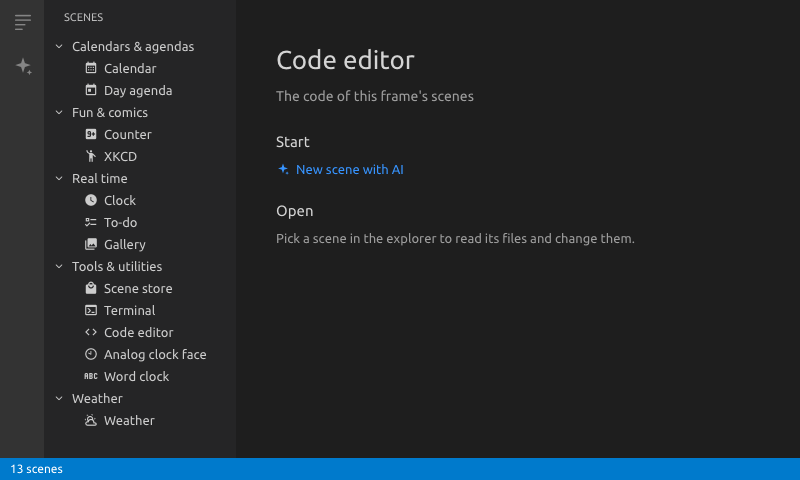 SCENES
Calendars & agendas
Calendar
Day agenda
Fun & comics
9+
Counter
XKCD
Real time
Clock
To-do
Gallery
Tools & utilities
Scene store
Terminal
Code editor
Analog clock face
ABC
Word clock
Weather
Weather
Code editor
The code of this frame's scenes
Start
New scene with AI
Open
Pick a scene in the explorer to read its files and change them.
13 scenes